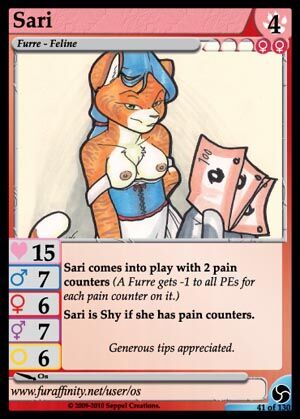 Sari
4
Furre - Feline
100
15
7
6
7
6
Sari comes into play with 2 pain
counters (A Furre gets -1 to all PEs for
each pain counter on it.)
Sari is Shy if she has pain counters.
Generous tips appreciated.
Os
www.furaffinity.net/user/os
© 2009-2010 Seppel Creations.
41 of